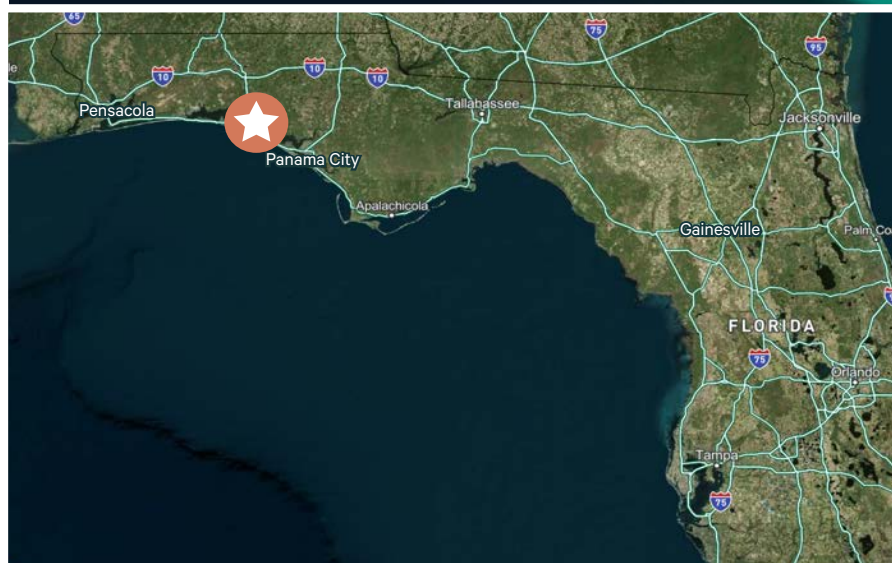 65
75
95
10
10
10
le
Pensacola
Tallahassee
Jacksonville
Panama City
Apalachicola
Gainesville
Palm Co
FLORIDA
75
Orlando
Tampa
75